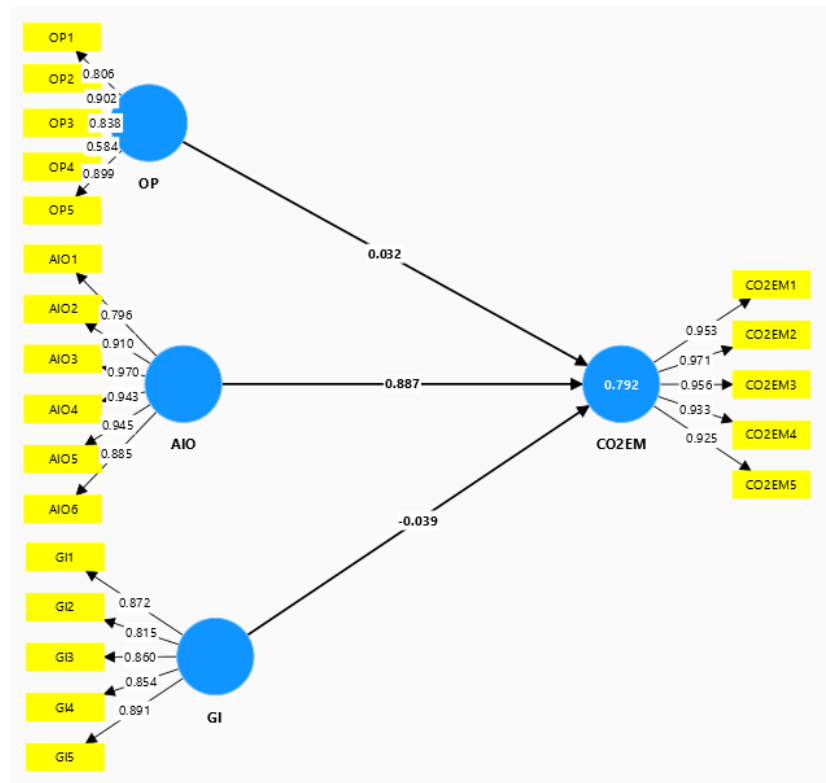 OP1
0.806
OP2
0.902
OP3
0.838
0.584
OP4
0.899
OP5
OP
0.032
AIO1
0.796
AIO2
0.910
AIO3
0.970
0.943
AIO4
0.945
AIO5
0.885
AIO6
AIO
0.887
0.792
CO2EM
CO2EM1
0.953
CO2EM2
0.971
0.956
CO2EM3
0.933
CO2EM4
0.925
CO2EM5
-0.039
GI1
0.872
GI2
0.815
GI3
0.860
0.854
GI4
0.891
GI5
GI